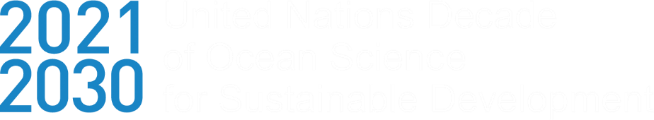 2021 United Nations Decade
2030 of Ocean Science
for Sustainable Development